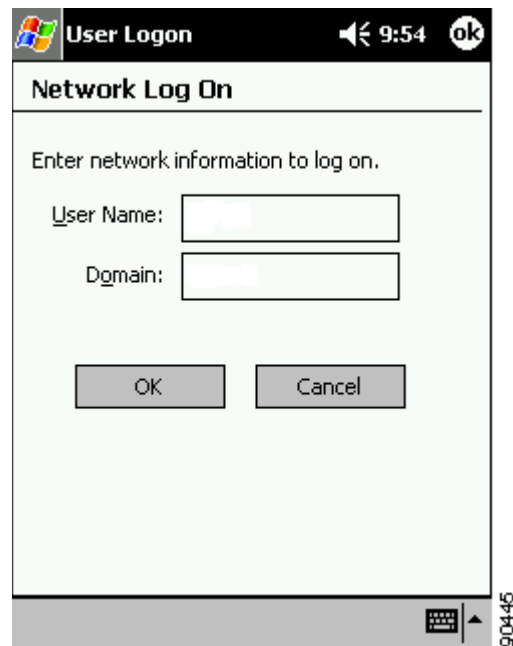 User Logon 9:54 ok
Network Log On
Enter network information to log on.
User Name:
Domain:
OK Cancel
90445